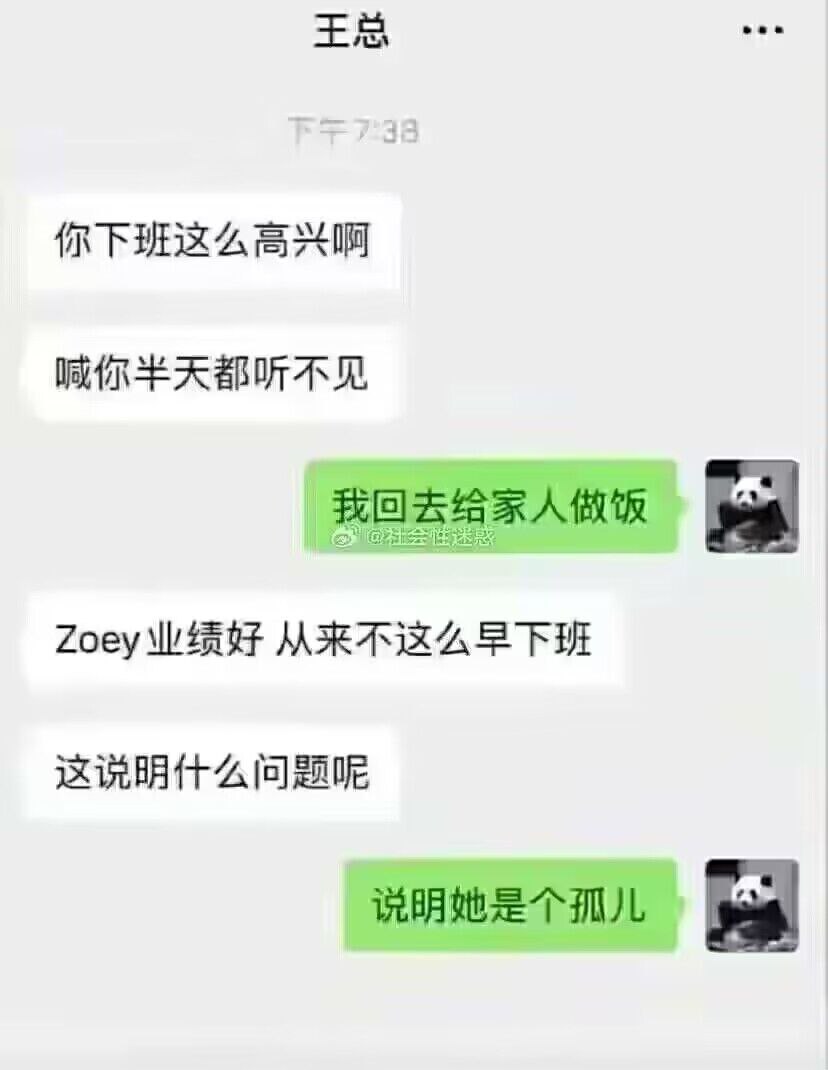 王总
下午 7:38
你下班这么高兴啊
喊你半天都听不见
我回去给家人做饭
@社会性迷惑
Zoey业绩好 从来不这么早下班
这说明什么问题呢
说明她是个孤儿